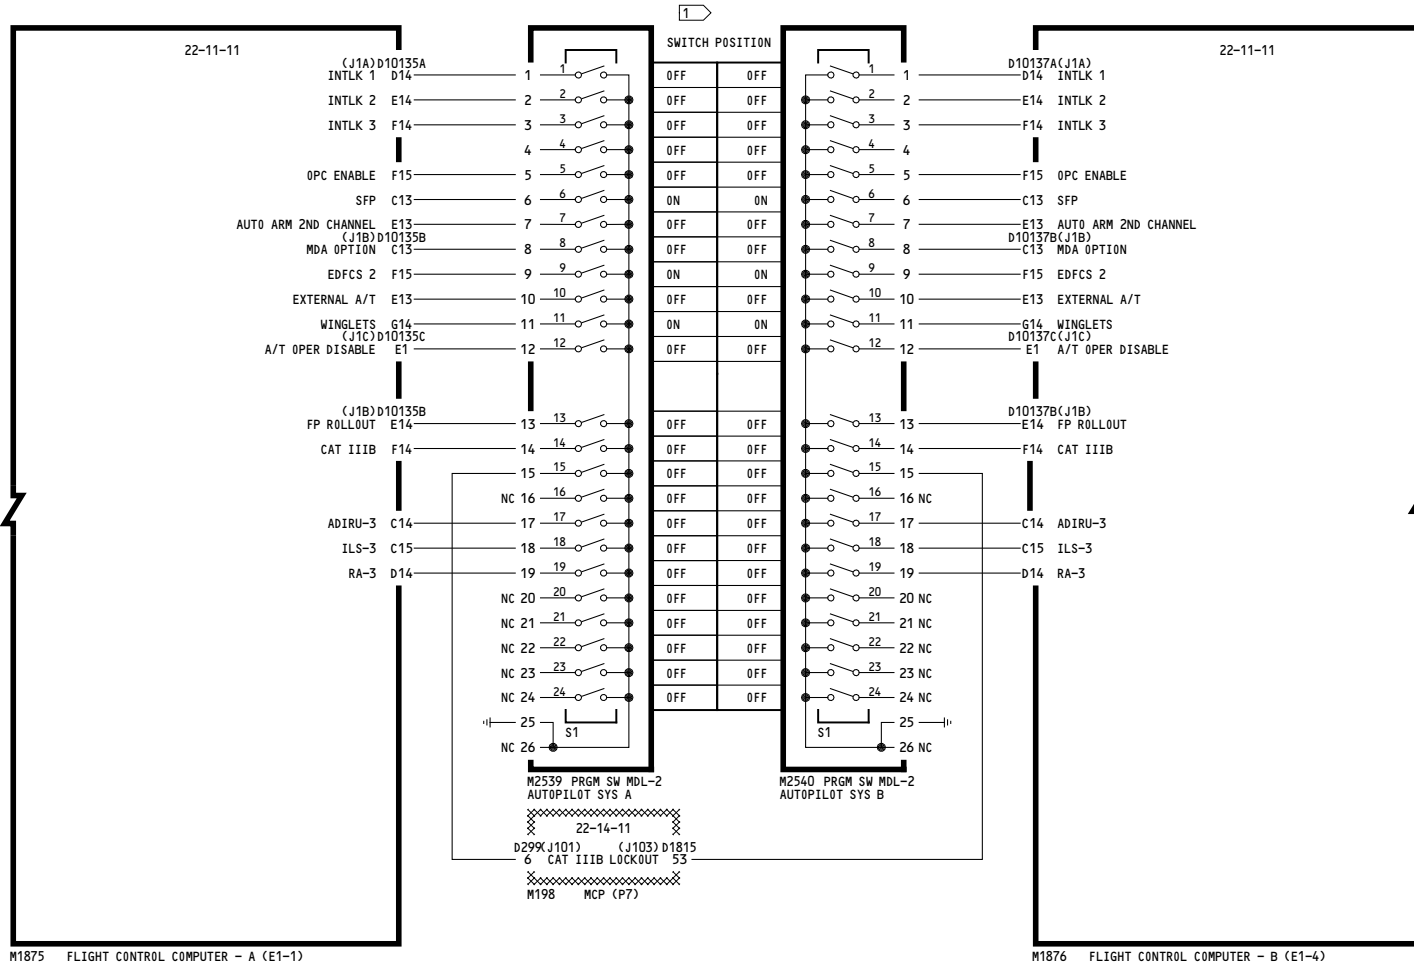 1
SWITCH POSITION
22-11-11
22-11-11
(J1A) D10135A
D10137A(J1A)
INTLK 1 D14 1 1 OFF OFF 1 1 D14 INTLK 1
INTLK 2 E14 2 2 OFF OFF 2 2 E14 INTLK 2
INTLK 3 F14 3 3 OFF OFF 3 3 F14 INTLK 3
4 4 OFF OFF 4 4
OPC ENABLE F15 5 5 OFF OFF 5 5 F15 OPC ENABLE
SFP C13 6 6 ON ON 6 6 C13 SFP
AUTO ARM 2ND CHANNEL E13 7 7 OFF OFF 7 7 E13 AUTO ARM 2ND CHANNEL
(J1B) D10135B
D10137B(J1B)
MDA OPTION C13 8 8 OFF OFF 8 8 C13 MDA OPTION
EDFCS 2 F15 9 9 ON ON 9 9 F15 EDFCS 2
EXTERNAL A/T E13 10 10 OFF OFF 10 10 E13 EXTERNAL A/T
WINGLETS G14 11 11 ON ON 11 11 G14 WINGLETS
(J1C) D10135C
D10137C(J1C)
A/T OPER DISABLE E1 12 12 OFF OFF 12 12 E1 A/T OPER DISABLE
(J1B) D10135B
D10137B(J1B)
FP ROLLOUT E14 13 13 OFF OFF 13 13 E14 FP ROLLOUT
CAT IIIB F14 14 14 OFF OFF 14 14 F14 CAT IIIB
15 15 OFF OFF 15 15
NC 16 16 OFF OFF 16 16 NC
ADIRU-3 C14 17 17 OFF OFF 17 17 C14 ADIRU-3
ILS-3 C15 18 18 OFF OFF 18 18 C15 ILS-3
RA-3 D14 19 19 OFF OFF 19 19 D14 RA-3
NC 20 20 OFF OFF 20 20 NC
NC 21 21 OFF OFF 21 21 NC
NC 22 22 OFF OFF 22 22 NC
NC 23 23 OFF OFF 23 23 NC
NC 24 24 OFF OFF 24 24 NC
25 25
S1 S1
NC 26 26 NC
M2539 PRGM SW MDL-2
AUTOPILOT SYS A
M2540 PRGM SW MDL-2
AUTOPILOT SYS B
22-14-11
D299(J101) (J103) D1815
6 CAT IIIB LOCKOUT 53
M198 MCP (P7)
M1875 FLIGHT CONTROL COMPUTER - A (E1-1)
M1876 FLIGHT CONTROL COMPUTER - B (E1-4)